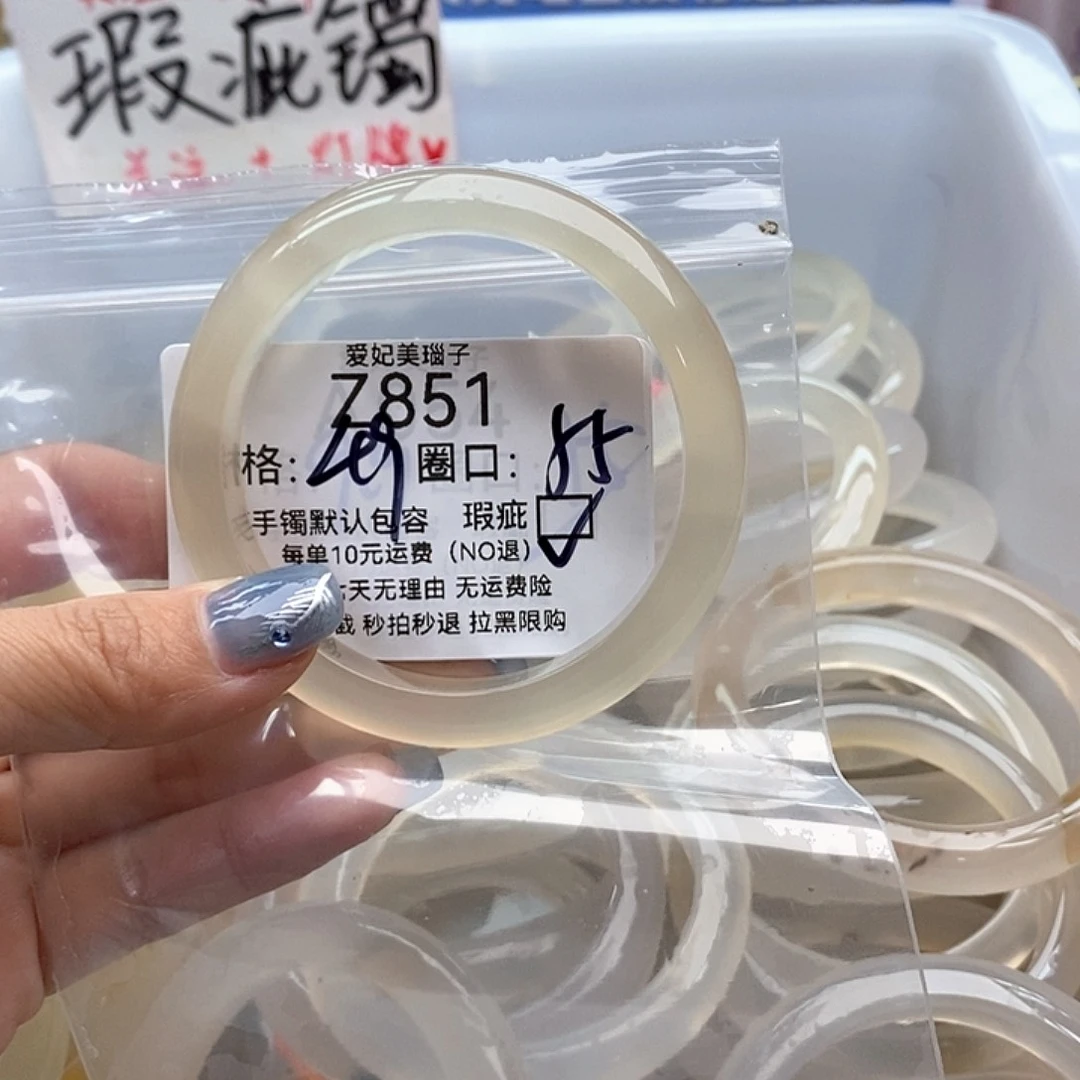 瑕疵镯
爱妃美瑙子
Z851
格: 圈口: 85
手镯默认包容 瑕疵
每单10元运费（NO退）
七天无理由 无运费险
秒拍秒退 拉黑限购